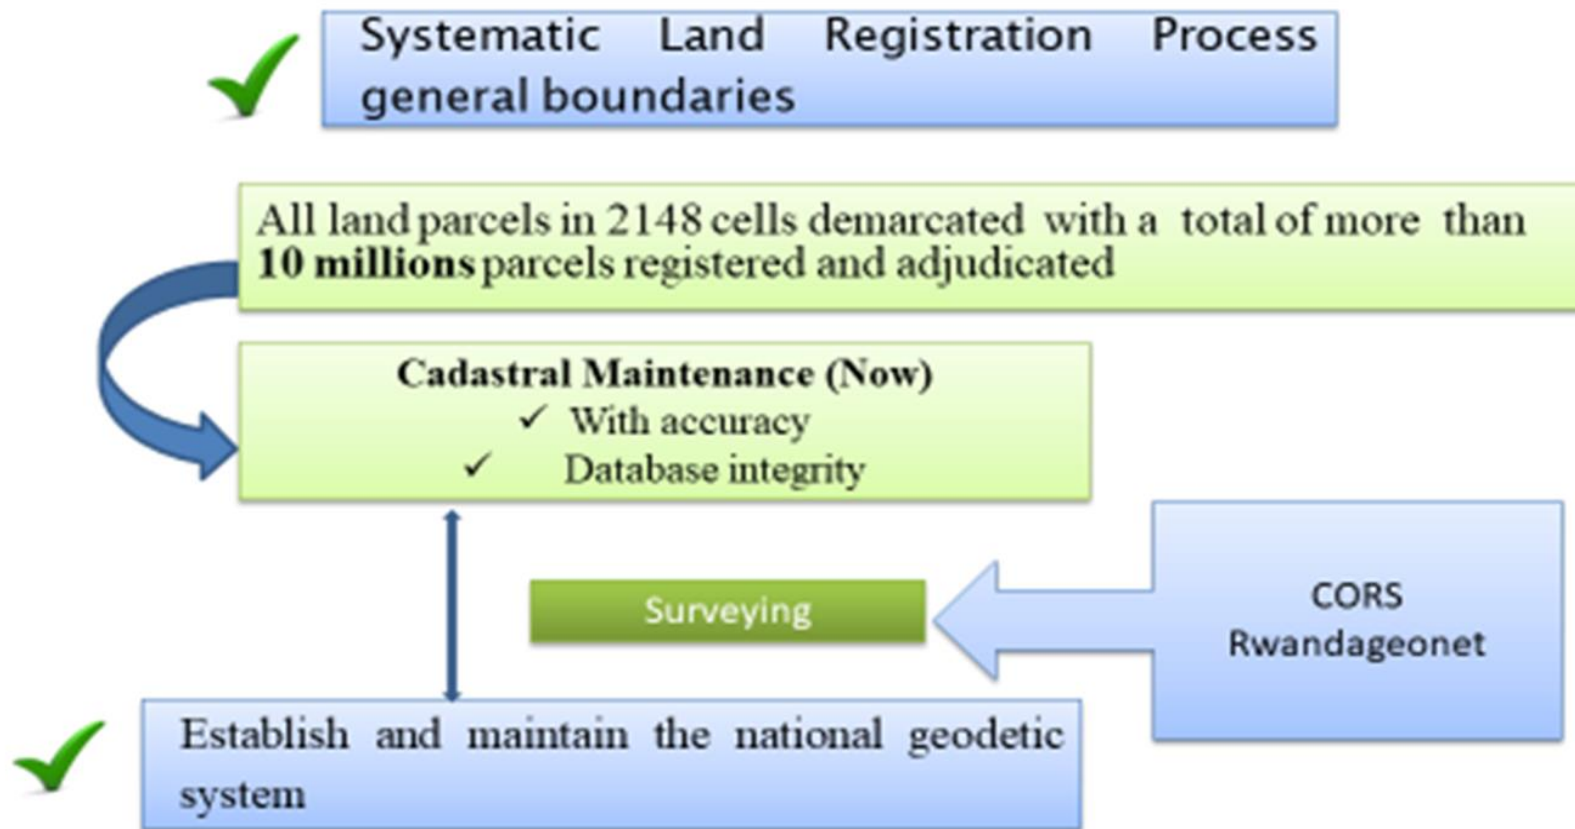 Systematic Land Registration Process
general boundaries
All land parcels in 2148 cells demarcated with a total of more than
10 millions parcels registered and adjudicated
Cadastral Maintenance (Now)
✓ With accuracy
✓ Database integrity
Surveying
CORS
Rwandageonet
Establish and maintain the national geodetic
system